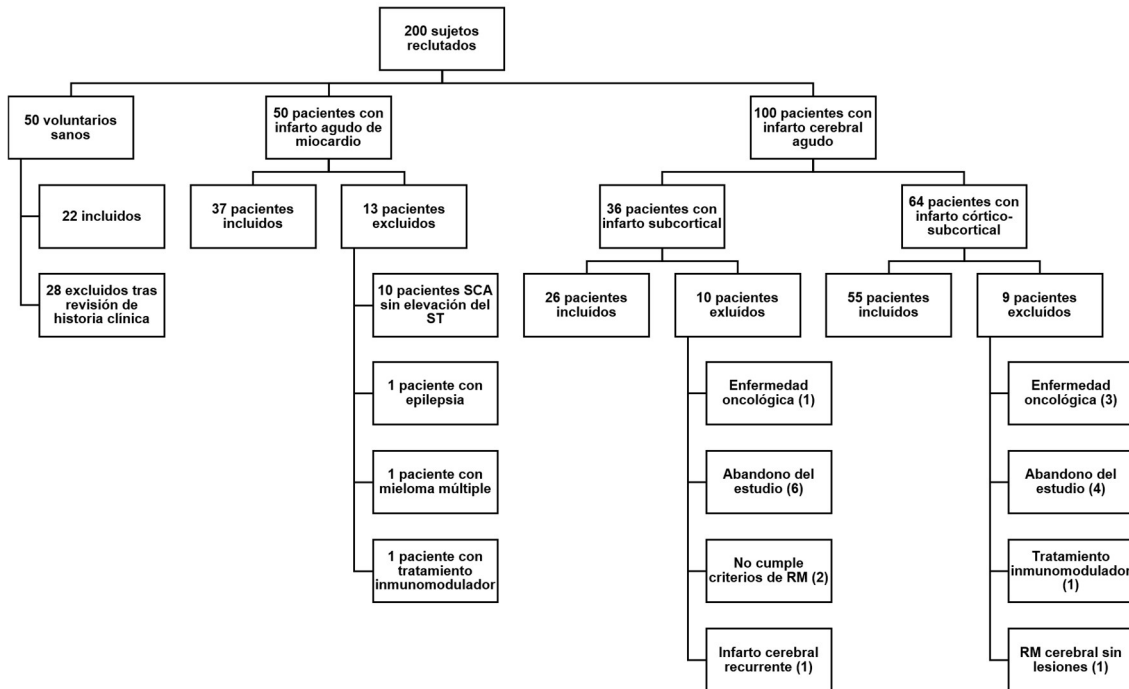 200 sujetos
reclutados
50 voluntarios
sanos
50 pacientes con
infarto agudo de
miocardio
100 pacientes con
infarto cerebral
agudo
22 incluidos
28 excluidos tras
revisión de
historia clinica
37 pacientes
incluidos
13 pacientes
excluidos
10 pacientes SCA
sin elevación del
ST
1 paciente con
epilepsia
1 paciente con
mieloma múltiple
1 paciente con
tratamiento
inmunomodulador
36 pacientes con
infarto subcortical
64 pacientes con
infarto córtico-
subcortical
26 pacientes
incluidos
10 pacientes
exluidos
Enfermedad
oncológica (1)
Abandono del
estudio (6)
No cumple
criterios de RM (2)
Infarto cerebral
recurrente (1)
55 pacientes
incluidos
9 pacientes
excluidos
Enfermedad
oncológica (3)
Abandono del
estudio (4)
Tratamiento
inmunomodulador
(1)
RM cerebral sin
lesiones (1)